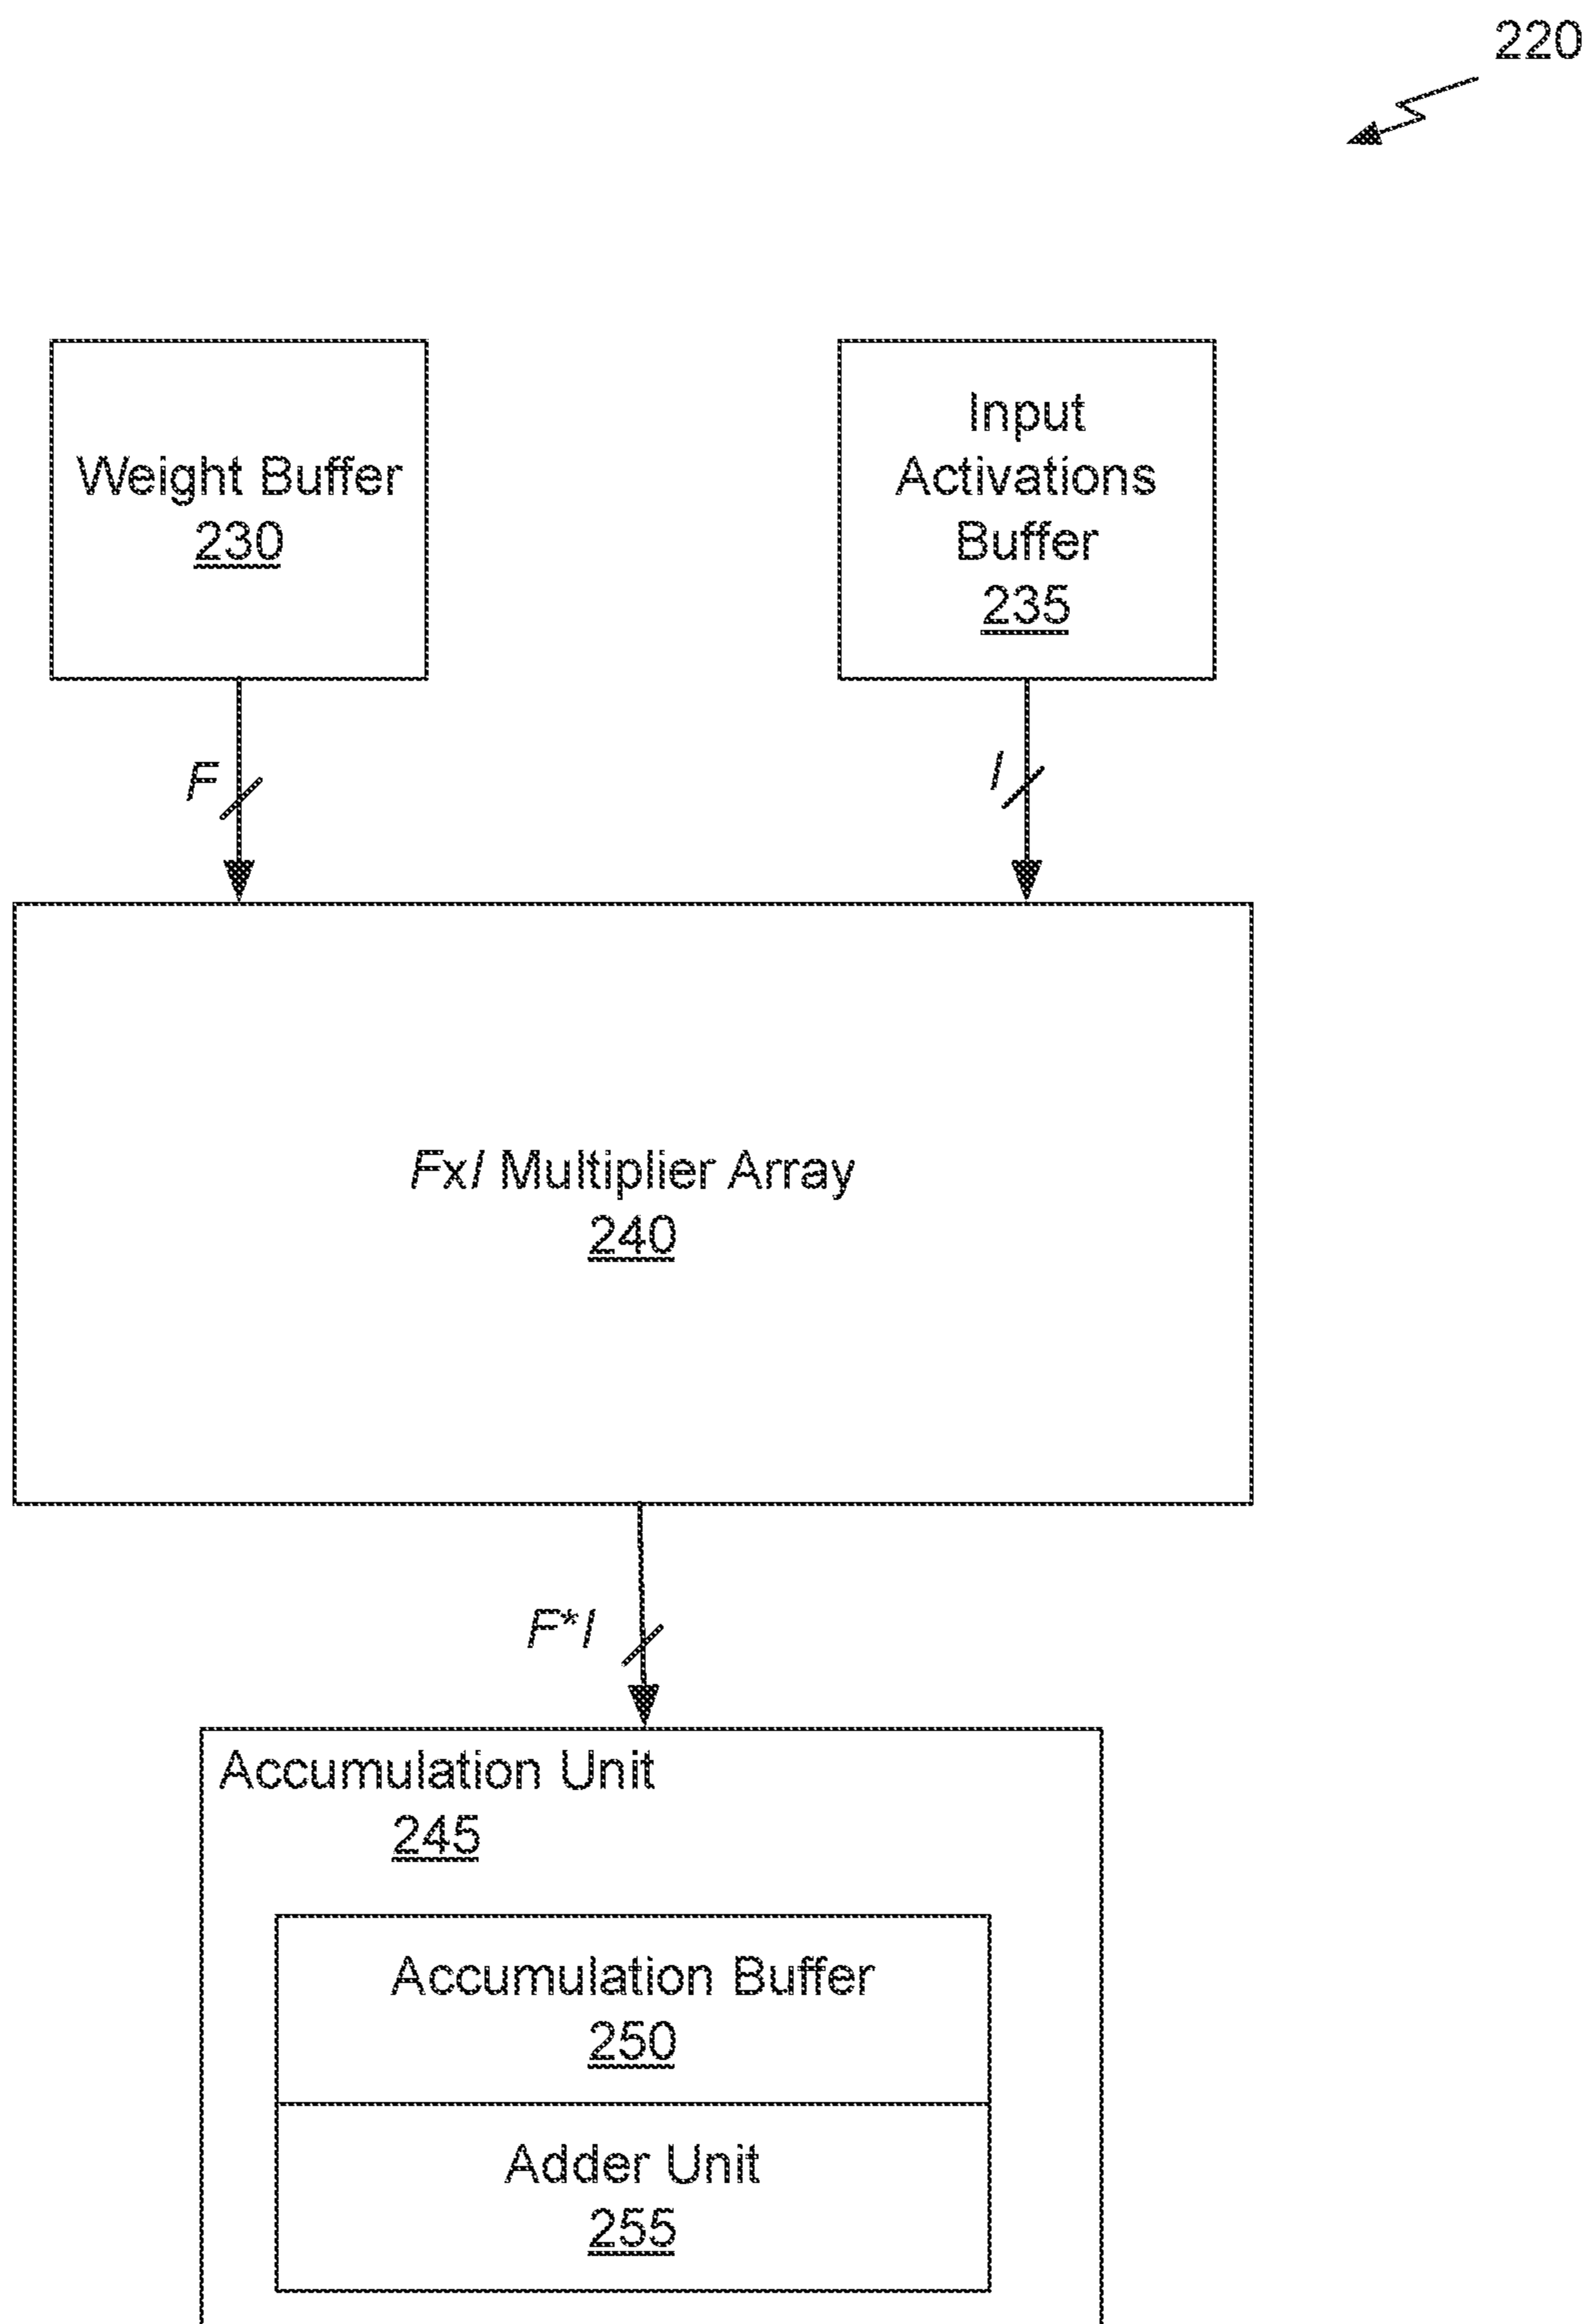 220
Weight Buffer
230
Input
Activations
Buffer
235
F
I
FxI Multiplier Array
240
F*I
Accumulation Unit
245
Accumulation Buffer
250
Adder Unit
255